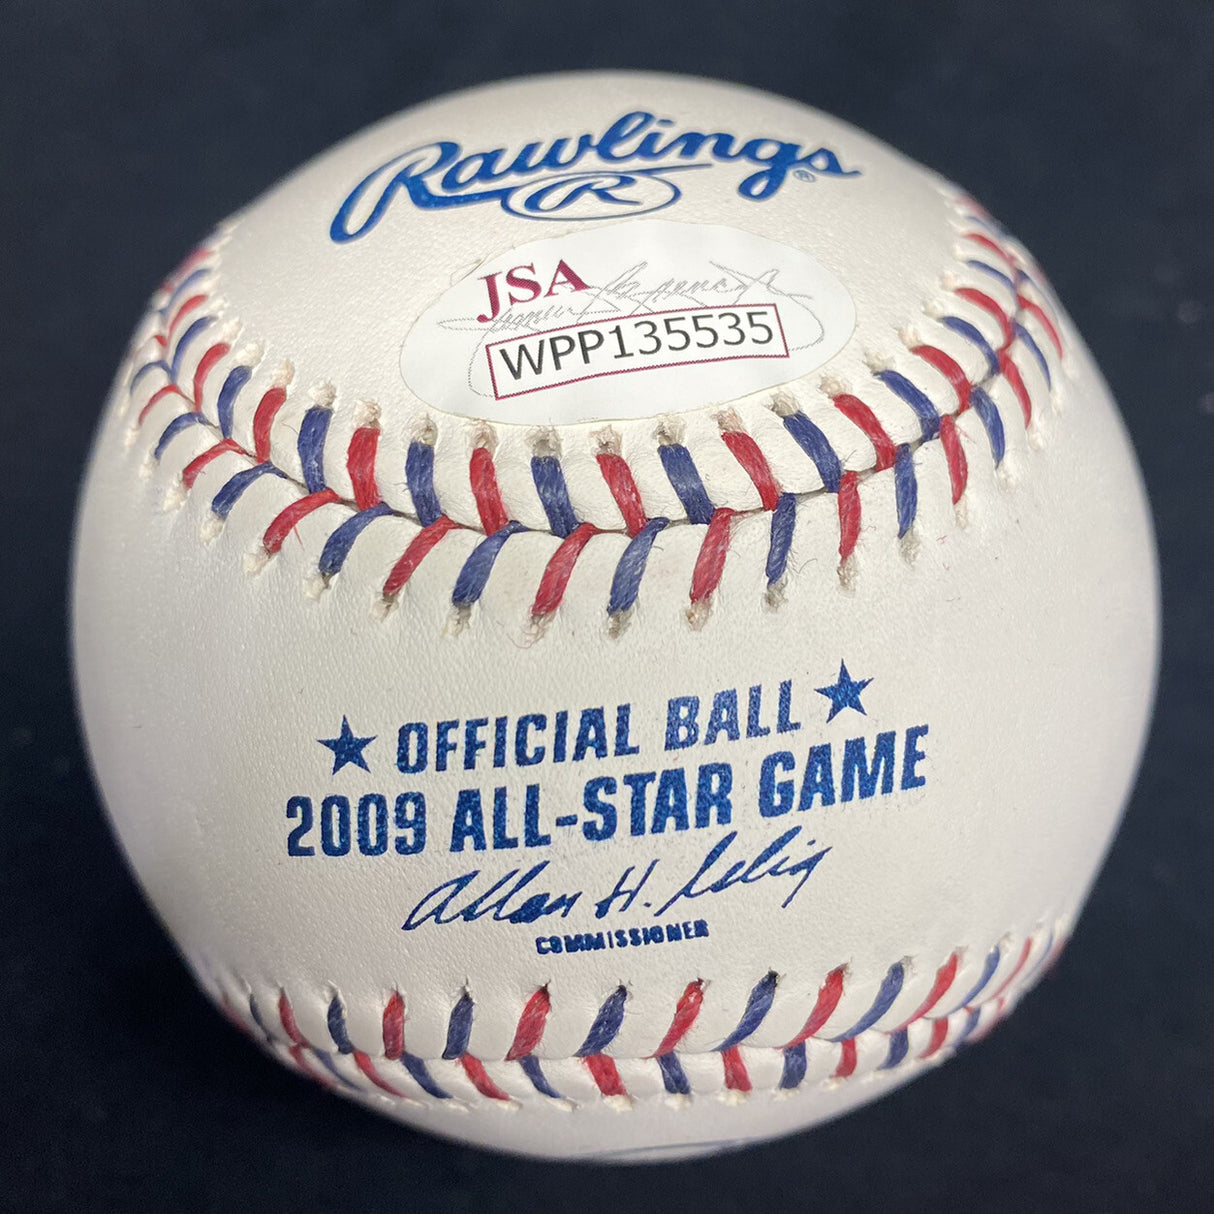 Rawlings®
R
JSA
WPP135535
★ OFFICIAL BALL ★
2009 ALL-STAR GAME
Allan H. Selig
COMMISSIONER